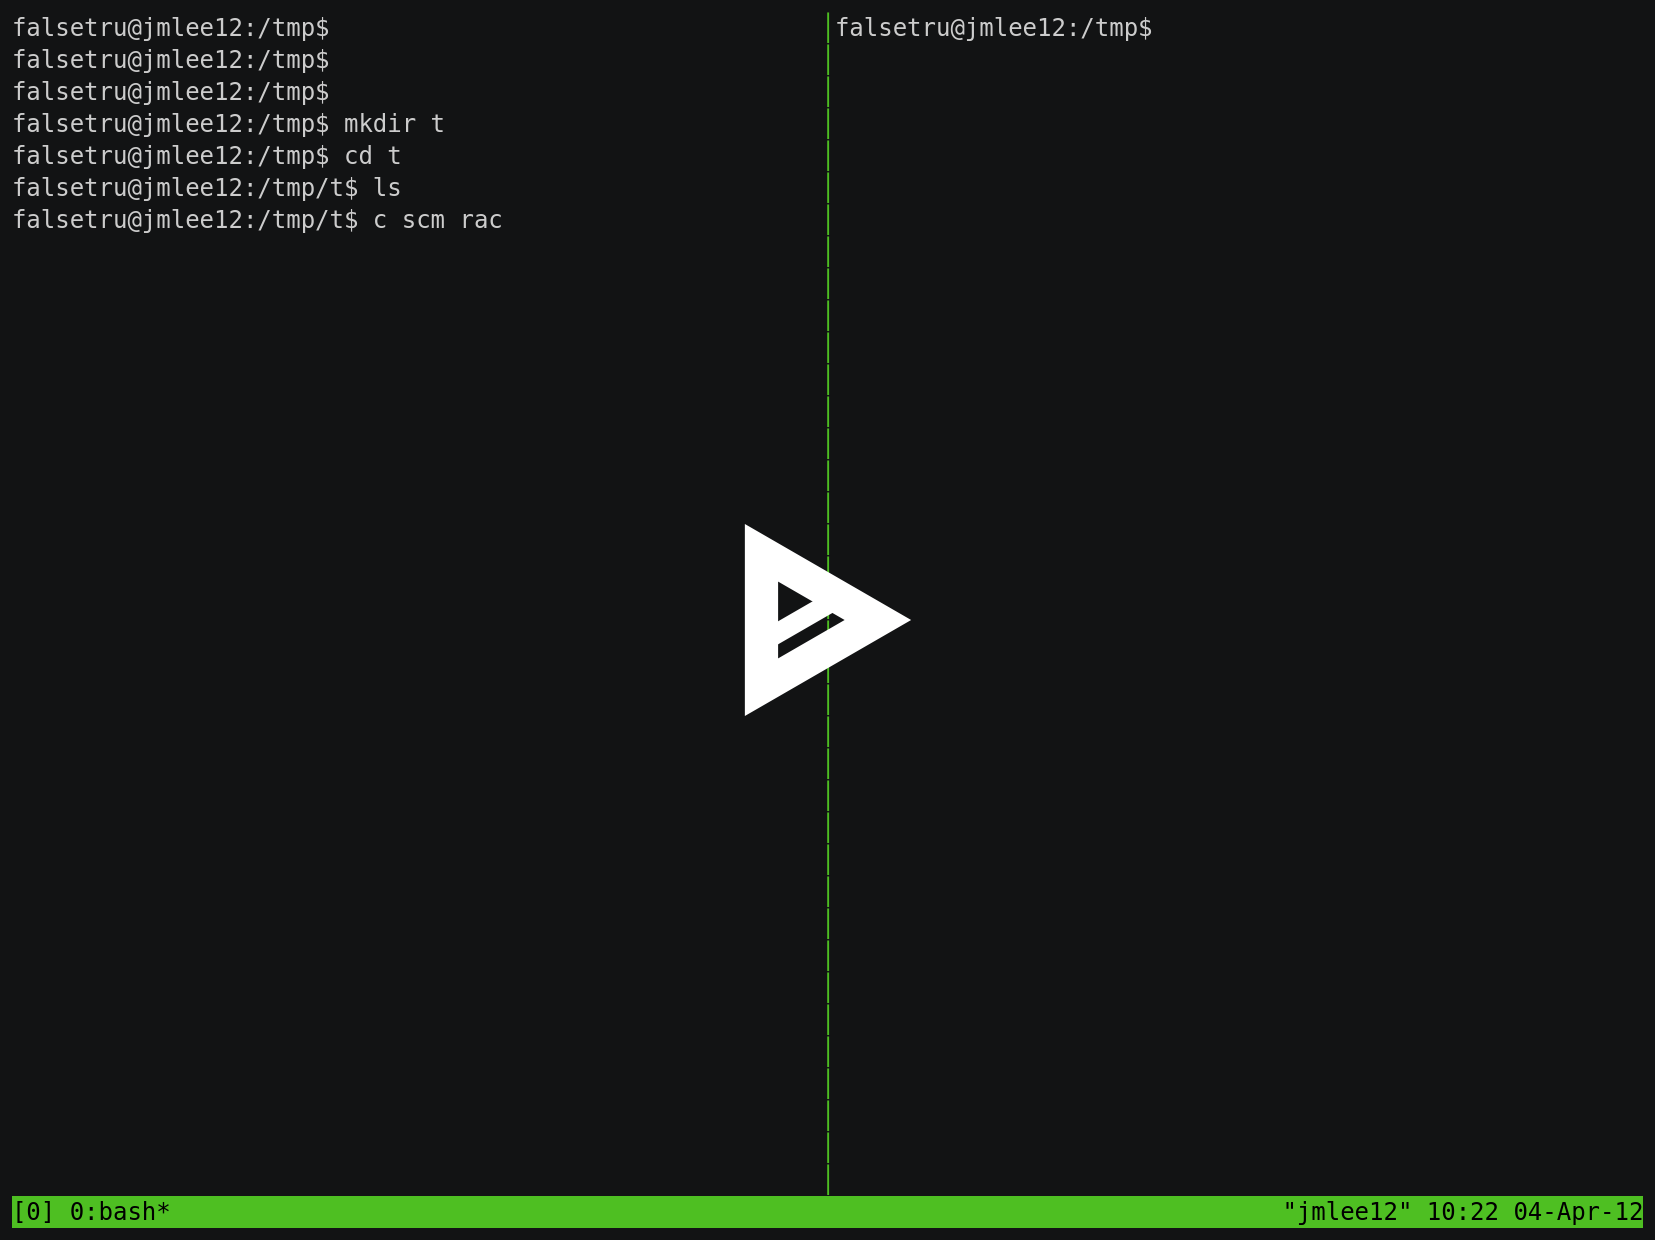 falsetru@jmlee12:/tmp$
falsetru@jmlee12:/tmp$
falsetru@jmlee12:/tmp$
falsetru@jmlee12:/tmp$ mkdir t
falsetru@jmlee12:/tmp$ cd t
falsetru@jmlee12:/tmp/t$ ls
falsetru@jmlee12:/tmp/t$ c scm rac
falsetru@jmlee12:/tmp$
[0] 0:bash* "jmlee12" 10:22 04-Apr-12